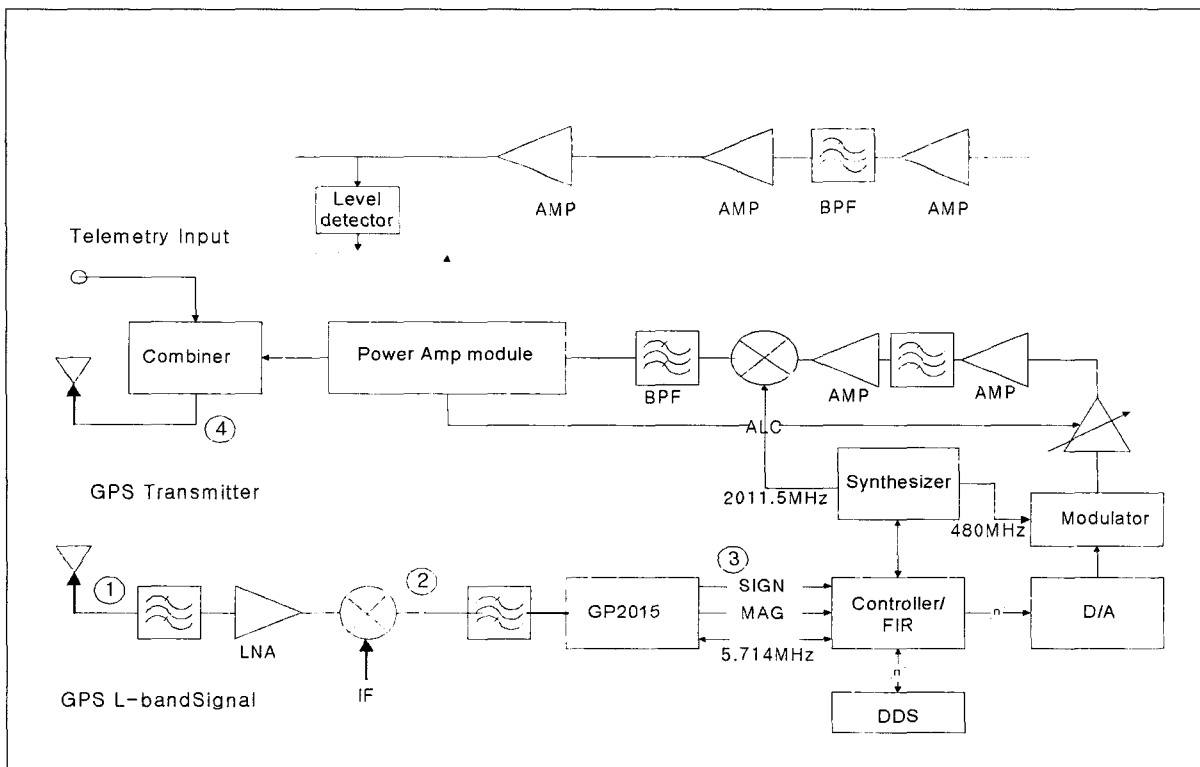 AMP
AMP
BPF
AMP
Level
detector
Telemetry Input
Combiner
Power Amp module
BPF
AMP
AMP
④
ALC
GPS Transmitter
2011.5MHz
Synthesizer
480MHz
Modulator
①
②
③
SIGN
MAG
5.714MHz
GP2015
Controller/
FIR
n
D/A
LNA
IF
GPS L-bandSignal
n
DDS